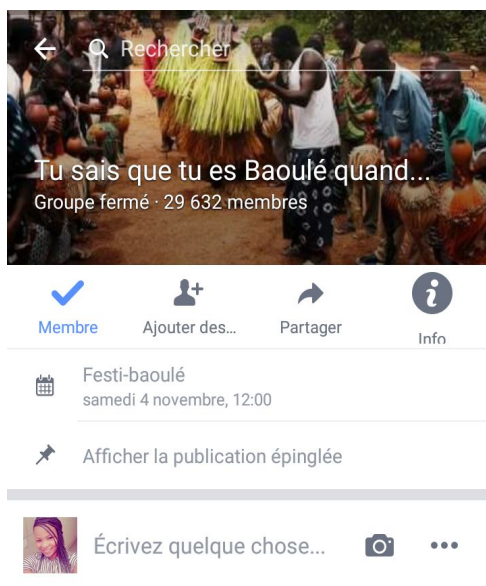 Rechercher
Tu sais que tu es Baoulé quand...
Groupe fermé · 29 632 membres
Membre
Ajouter des...
Partager
Info
Festi-baoulé
samedi 4 novembre, 12:00
Afficher la publication épinglée
Écrivez quelque chose...